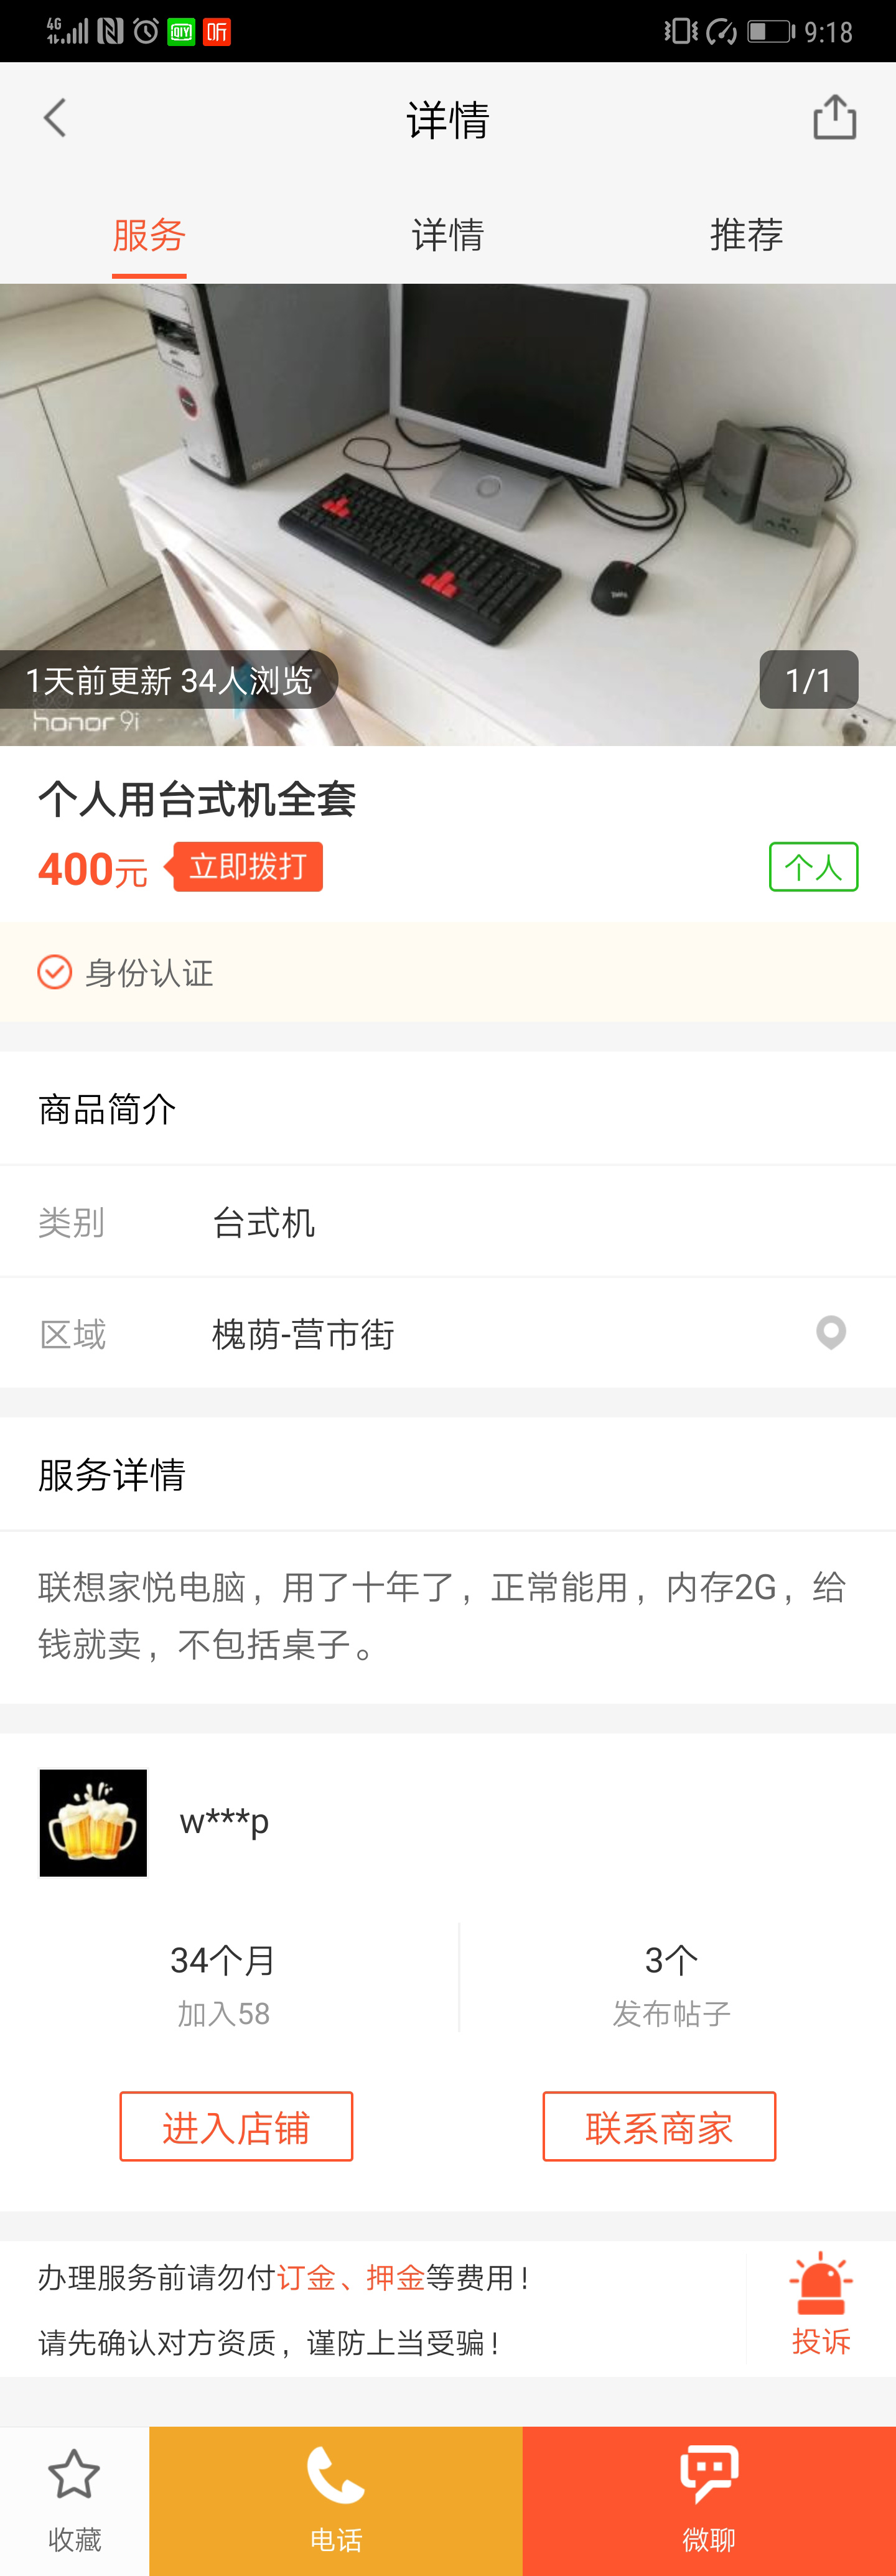 4G 9:18
详情
服务 详情 推荐
1天前更新 34人浏览 1/1
honor 9i
个人用台式机全套
400元 立即拨打 个人
身份认证
商品简介
类别 台式机
区域 槐荫-营市街
服务详情
联想家悦电脑，用了十年了，正常能用，内存2G，给
钱就卖，不包括桌子。
w***p
34个月 3个
加入58 发布帖子
进入店铺 联系商家
办理服务前请勿付订金、押金等费用！
请先确认对方资质，谨防上当受骗！
投诉
收藏 电话 微聊